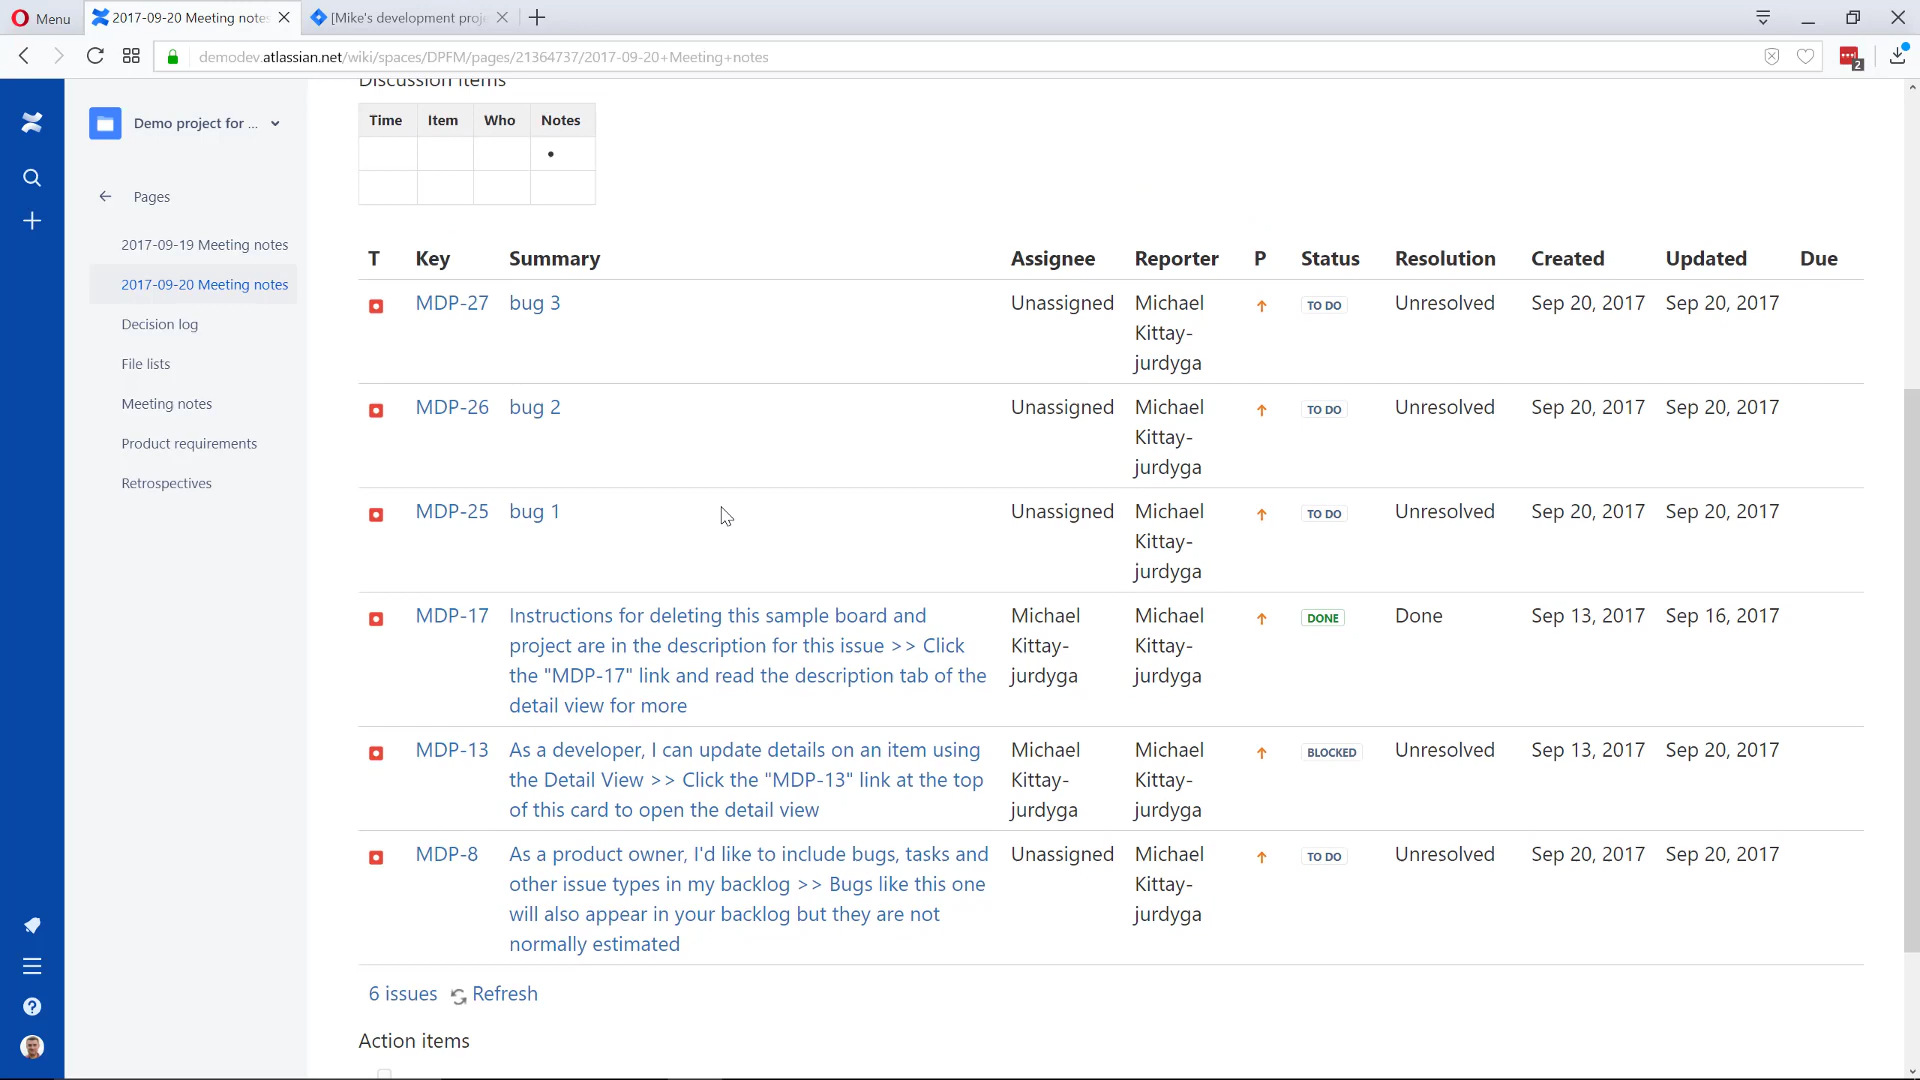 Menu
2017-09-20 Meeting notes
[Mike's development proj
demodev.atlassian.net/wiki/spaces/DPFM/pages/21364737/2017-09-20+Meeting+notes
2
Demo project for ...
Pages
2017-09-19 Meeting notes
2017-09-20 Meeting notes
Decision log
File lists
Meeting notes
Product requirements
Retrospectives
Discussion items
Time Item Who Notes
T Key Summary Assignee Reporter P Status Resolution Created Updated Due
MDP-27 bug 3 Unassigned Michael TO DO Unresolved Sep 20, 2017 Sep 20, 2017
Kittay-
jurdyga
MDP-26 bug 2 Unassigned Michael TO DO Unresolved Sep 20, 2017 Sep 20, 2017
Kittay-
jurdyga
MDP-25 bug 1 Unassigned Michael TO DO Unresolved Sep 20, 2017 Sep 20, 2017
Kittay-
jurdyga
MDP-17 Instructions for deleting this sample board and Michael Michael DONE Done Sep 13, 2017 Sep 16, 2017
project are in the description for this issue >> Click Kittay- Kittay-
the "MDP-17" link and read the description tab of the jurdyga jurdyga
detail view for more
MDP-13 As a developer, I can update details on an item using Michael Michael BLOCKED Unresolved Sep 13, 2017 Sep 20, 2017
the Detail View >> Click the "MDP-13" link at the top Kittay- Kittay-
of this card to open the detail view jurdyga jurdyga
MDP-8 As a product owner, I'd like to include bugs, tasks and Unassigned Michael TO DO Unresolved Sep 20, 2017 Sep 20, 2017
other issue types in my backlog >> Bugs like this one Kittay-
will also appear in your backlog but they are not jurdyga
normally estimated
6 issues Refresh
Action items